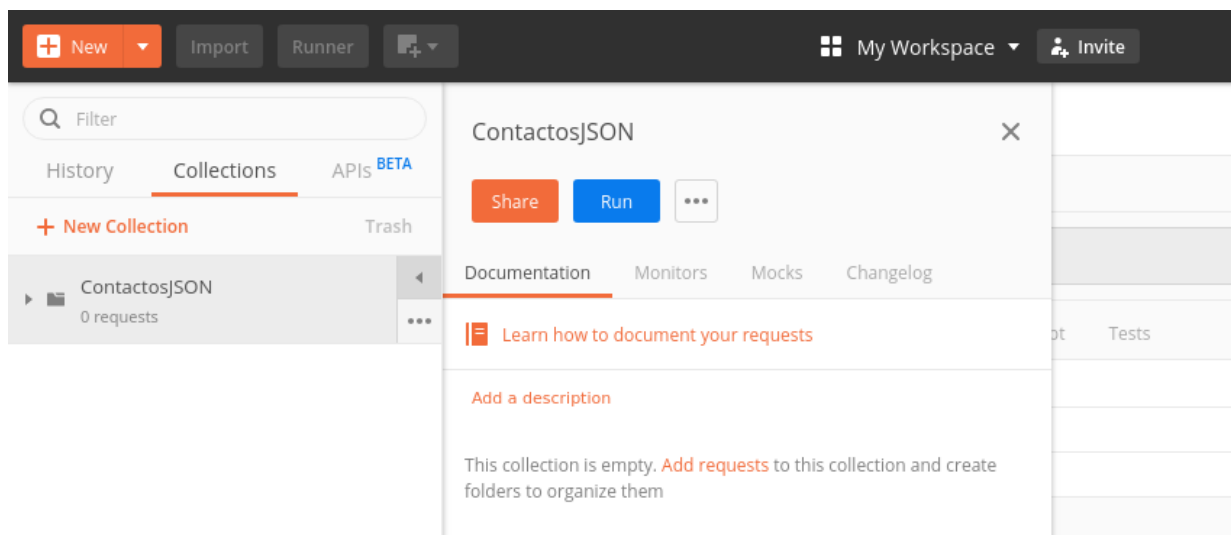 New
Import
Runner
My Workspace
Invite
Filter
History
Collections
APIs BETA
+ New Collection
Trash
ContactosJSON
0 requests
ContactosJSON
Share
Run
Documentation
Monitors
Mocks
Changelog
Learn how to document your requests
Add a description
This collection is empty. Add requests to this collection and create
folders to organize them
Tests